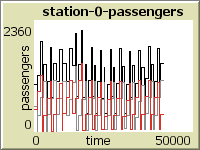 station-0-passengers
2360
passengers
0
0
time
50000